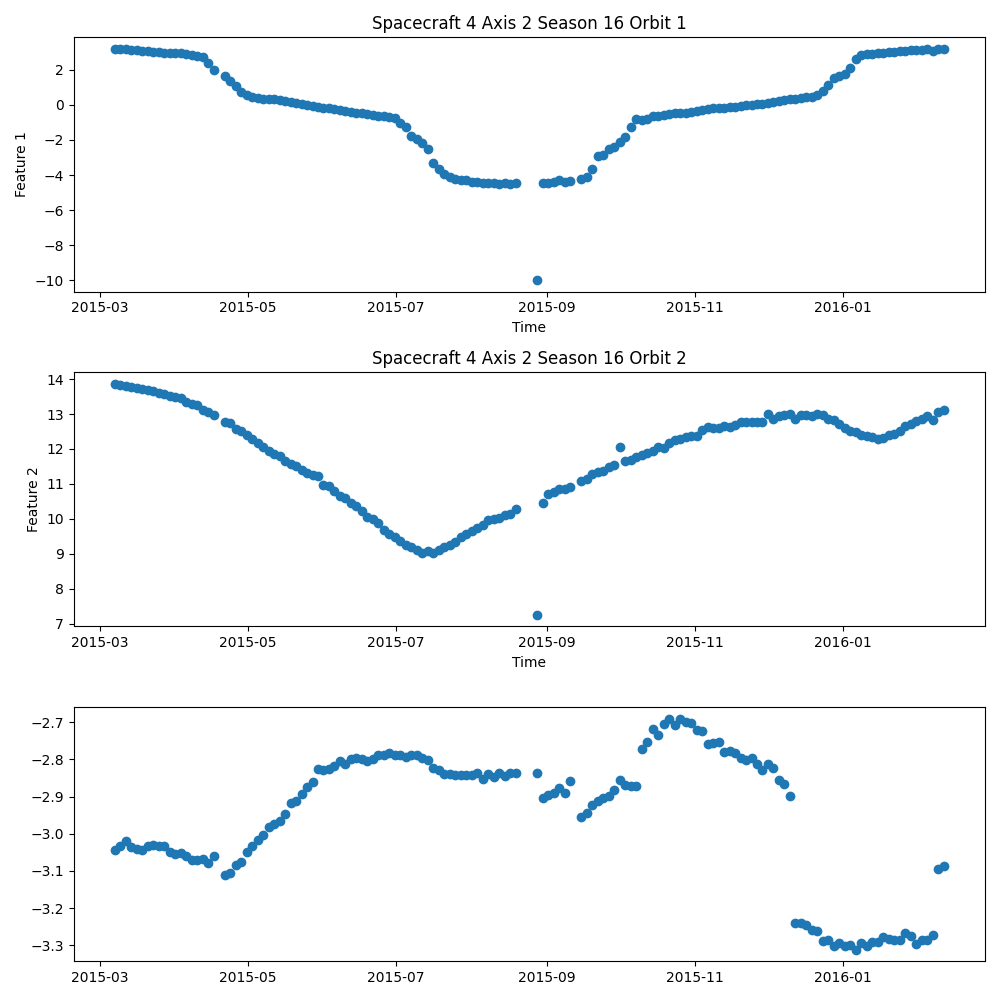 Spacecraft 4 Axis 2 Season 16 Orbit 1
2
0
−2
−4
−6
−8
−10
Feature 1
2015-03 2015-05 2015-07 2015-09 2015-11 2016-01
Time
Spacecraft 4 Axis 2 Season 16 Orbit 2
14
13
12
11
10
9
8
7
Feature 2
2015-03 2015-05 2015-07 2015-09 2015-11 2016-01
Time
−2.7
−2.8
−2.9
−3.0
−3.1
−3.2
−3.3
2015-03 2015-05 2015-07 2015-09 2015-11 2016-01